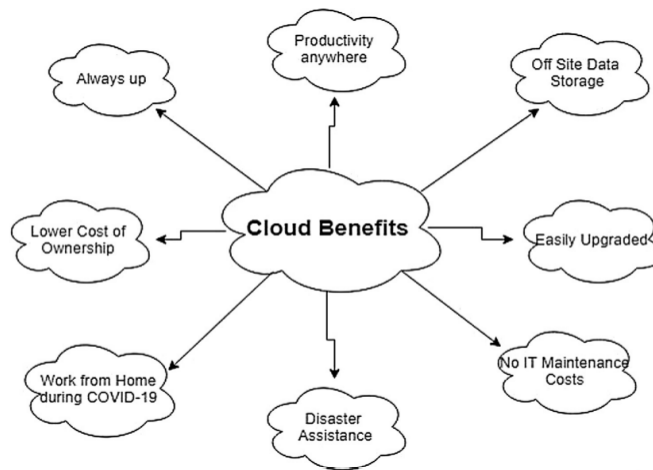 Productivity
anywhere
Always up
Off Site Data
Storage
Cloud Benefits
Lower Cost of
Ownership
Easily Upgraded
Work from Home
during COVID-19
No IT Maintenance
Costs
Disaster
Assistance